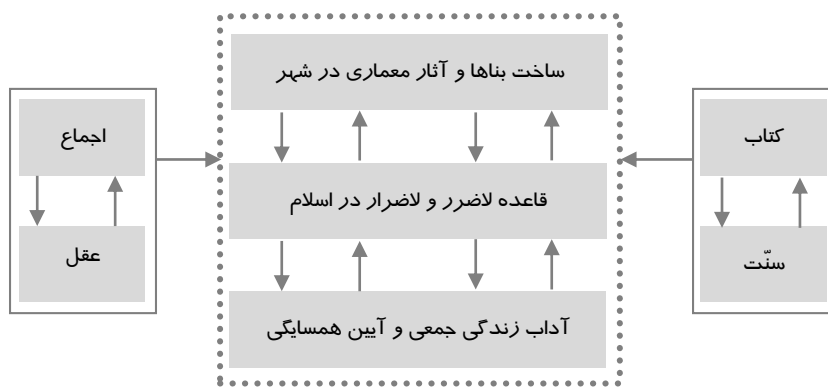 ساخت بناها و آثار معماری در شهر
کتاب
اجماع
قاعده لاضرر و لاضرار در اسلام
سنّت
عقل
آداب زندگی جمعی و آیین همسایگی